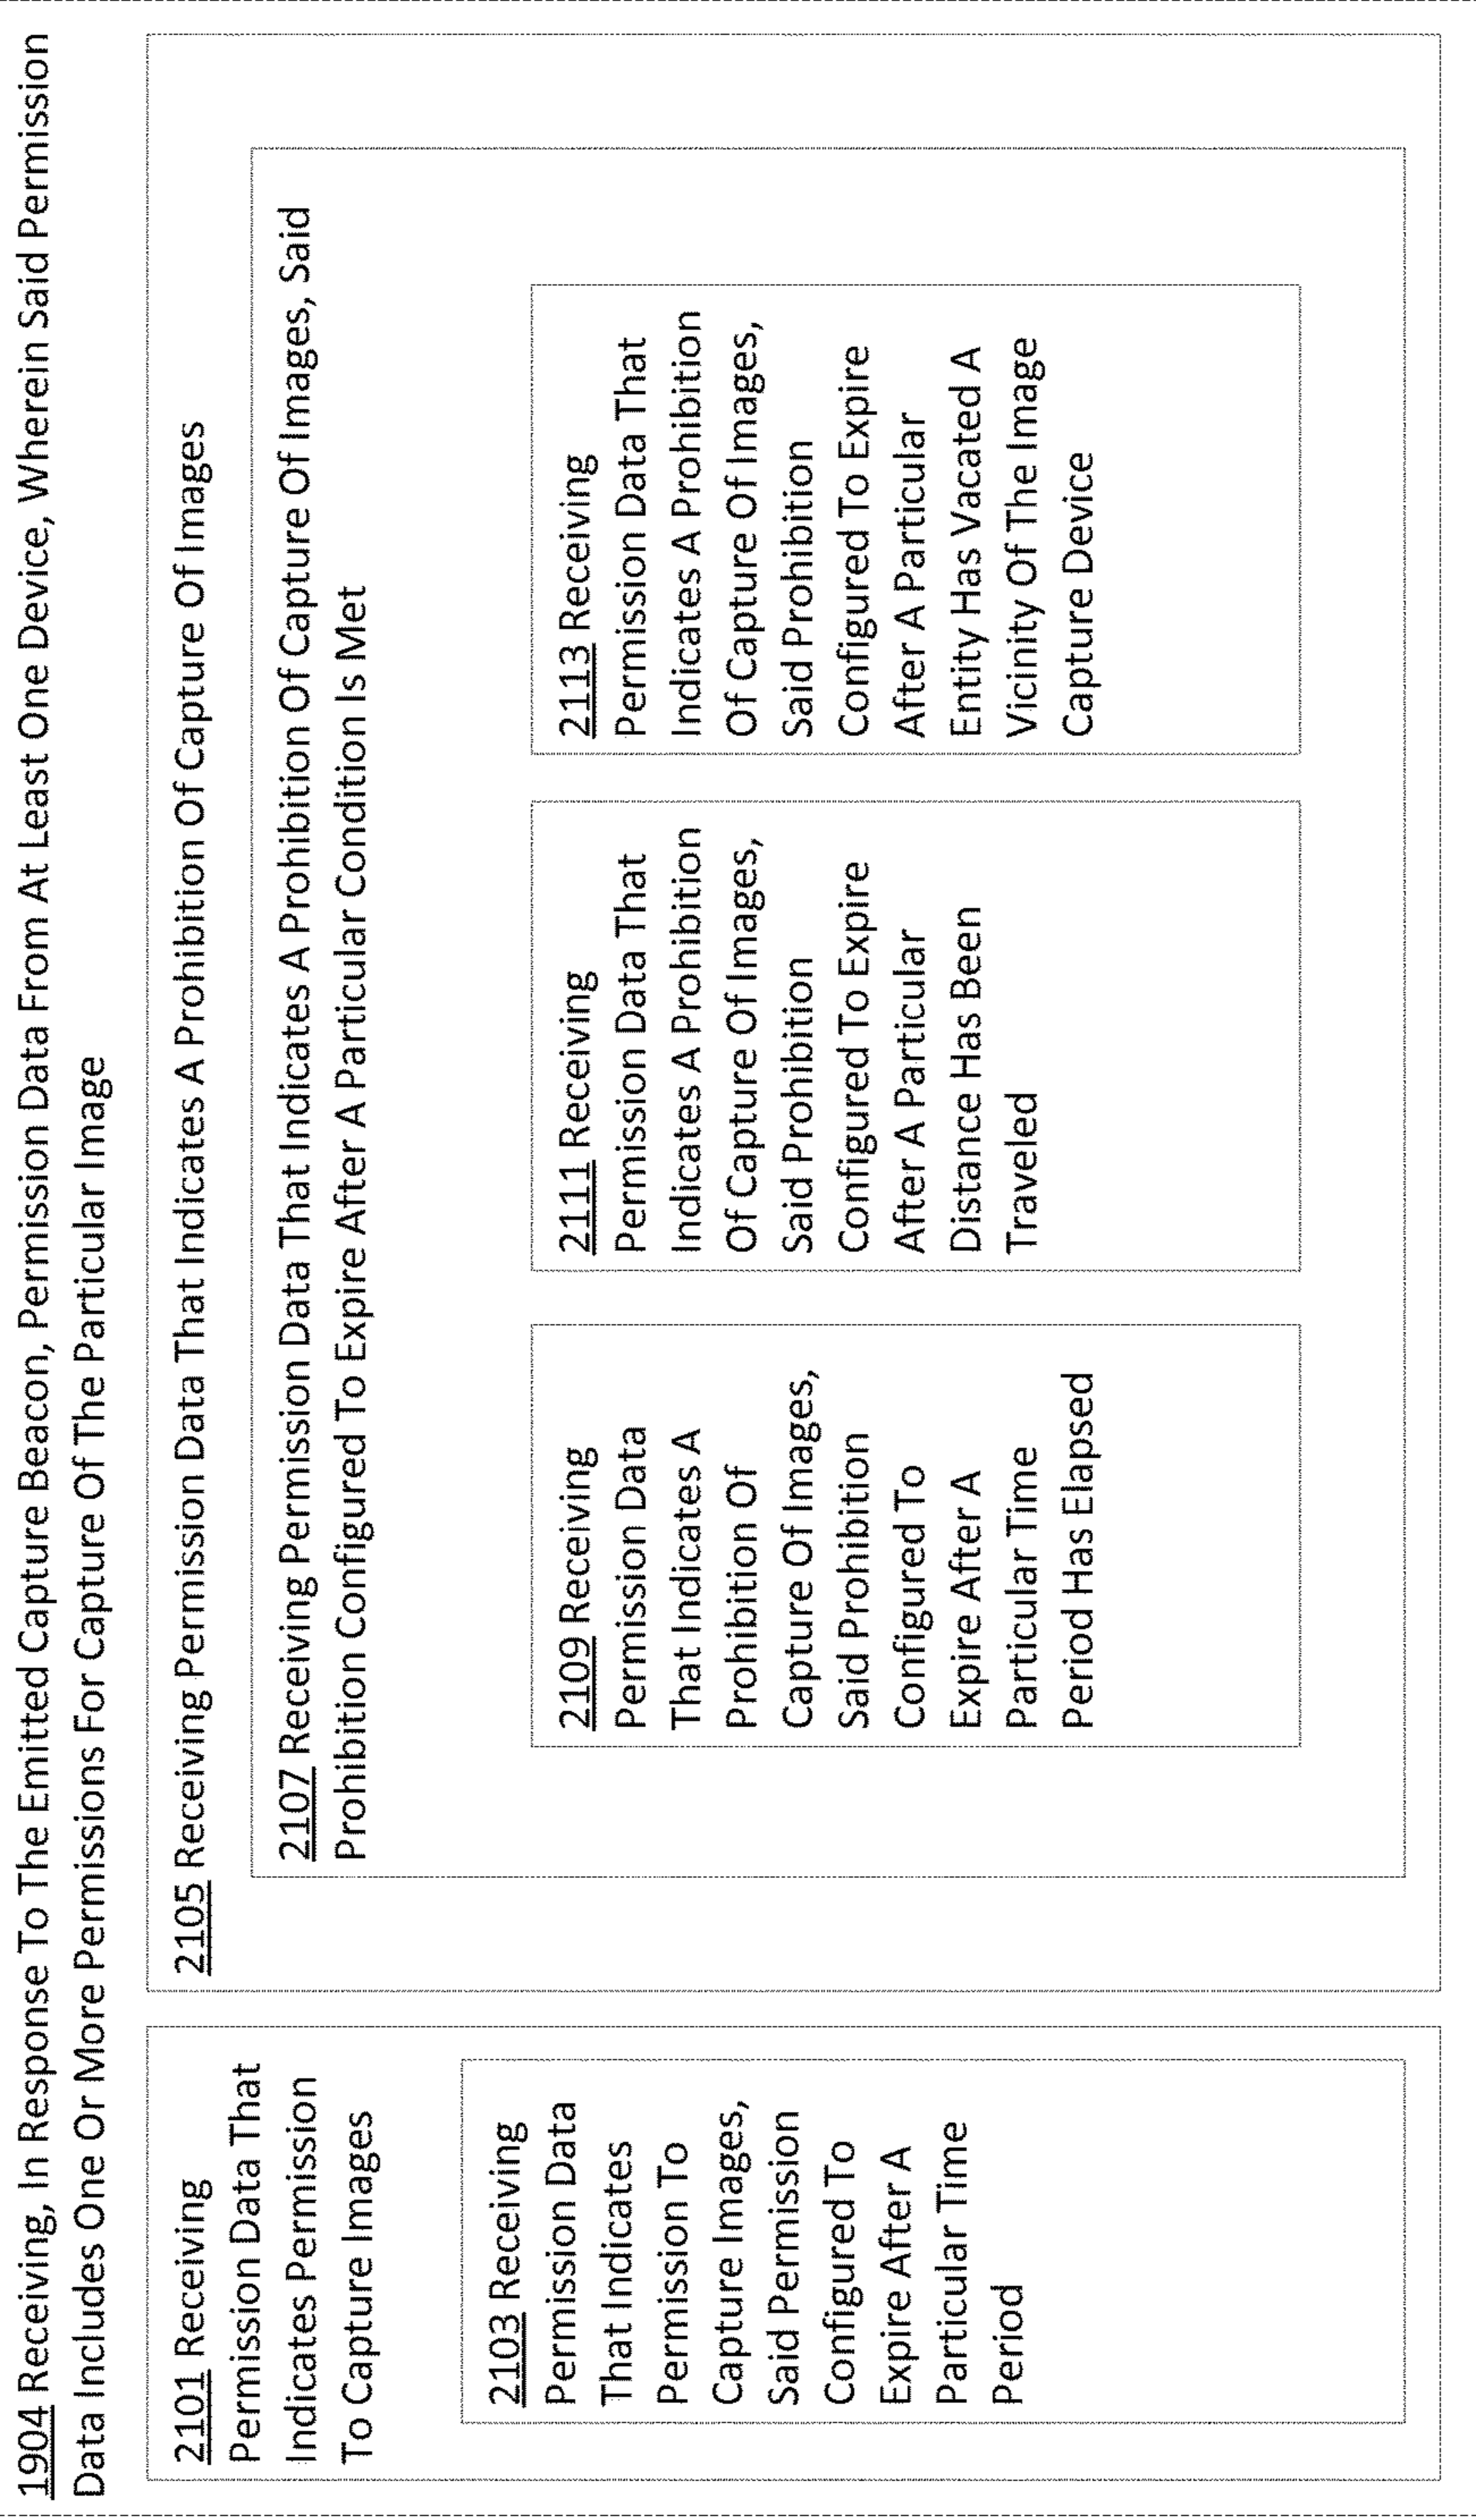 1904 Receiving, In Response To The Emitted Capture Beacon, Permission Data From At Least One Device, Wherein Said Permission
Data Includes One Or More Permissions For Capture Of The Particular Image
2101 Receiving
Permission Data That
Indicates Permission
To Capture Images
2103 Receiving
Permission Data
That Indicates
Permission To
Capture Images,
Said Permission
Configured To
Expire After A
Particular Time
Period
2105 Receiving Permission Data That Indicates A Prohibition Of Capture Of Images
2107 Receiving Permission Data That Indicates A Prohibition Of Capture Of Images, Said
Prohibition Configured To Expire After A Particular Condition Is Met
2109 Receiving
Permission Data
That Indicates A
Prohibition Of
Capture Of Images,
Said Prohibition
Configured To
Expire After A
Particular Time
Period Has Elapsed
2111 Receiving
Permission Data That
Indicates A Prohibition
Of Capture Of Images,
Said Prohibition
Configured To Expire
After A Particular
Distance Has Been
Traveled
2113 Receiving
Permission Data That
Indicates A Prohibition
Of Capture Of Images,
Said Prohibition
Configured To Expire
After A Particular
Entity Has Vacated A
Vicinity Of The Image
Capture Device